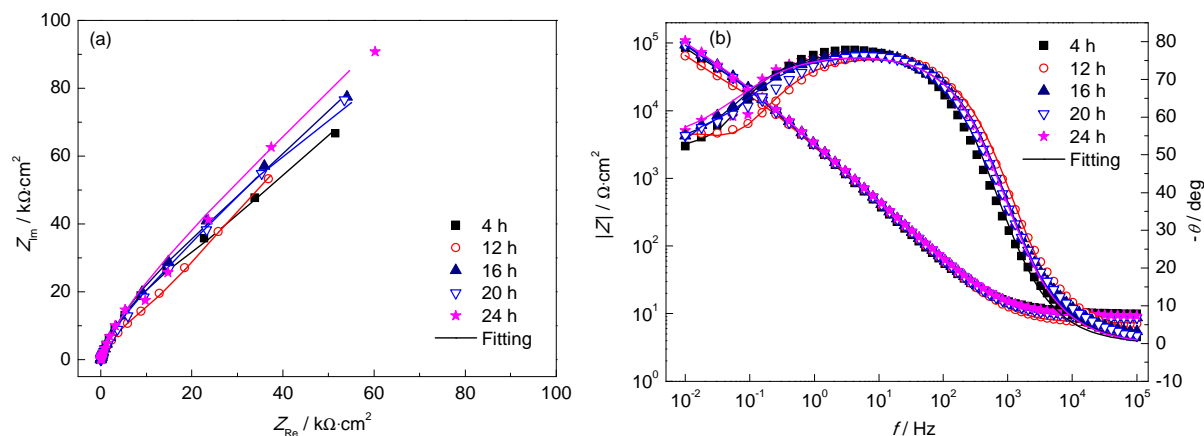 (a)
100
80
60
40
20
0
Z_Im / kΩ·cm²
0 20 40 60 80 100
Z_Re / kΩ·cm²
4 h
12 h
16 h
20 h
24 h
Fitting
(b)
10⁵
10⁴
10³
10²
10¹
10⁰
|Z| / Ω·cm²
10⁻² 10⁻¹ 10⁰ 10¹ 10² 10³ 10⁴ 10⁵
f / Hz
4 h
12 h
16 h
20 h
24 h
Fitting
80
70
60
50
40
30
20
10
0
-10
-θ / deg